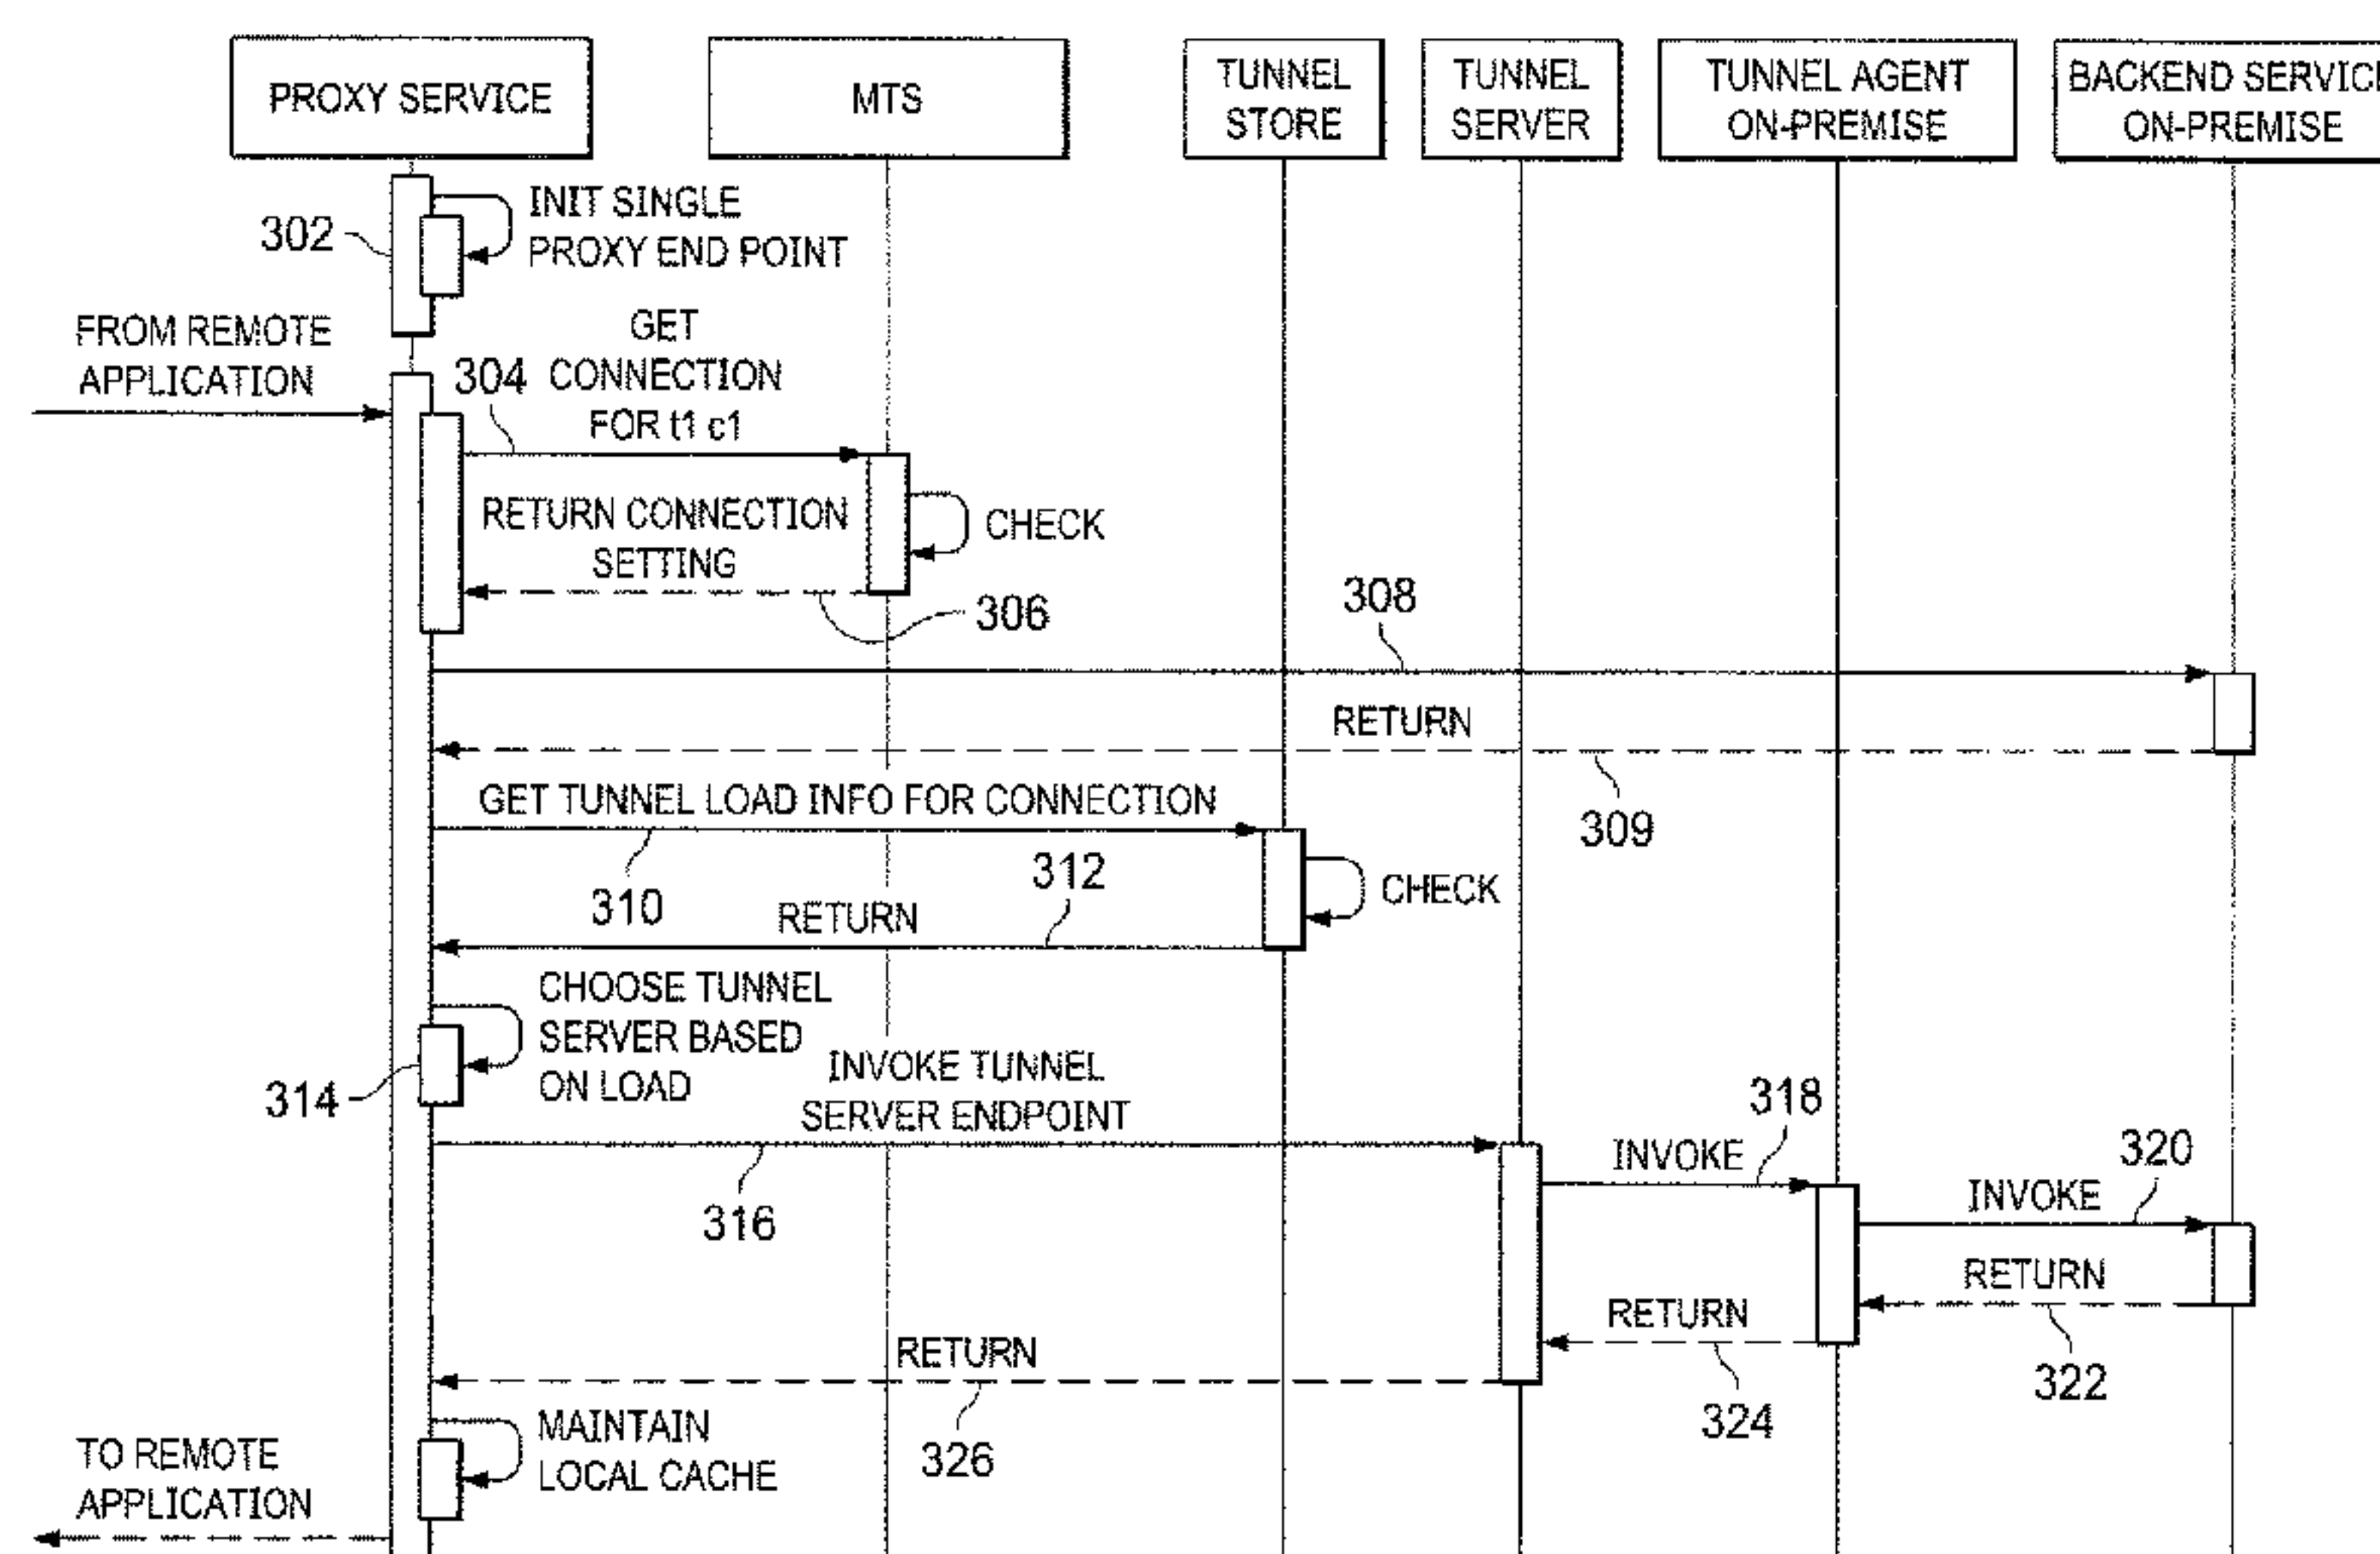 PROXY SERVICE
MTS
TUNNEL
STORE
TUNNEL
SERVER
TUNNEL AGENT
ON-PREMISE
BACKEND SERVICE
ON-PREMISE
302
INIT SINGLE
PROXY END POINT
FROM REMOTE
APPLICATION
304
GET
CONNECTION
FOR t1 c1
RETURN CONNECTION
SETTING
CHECK
306
308
RETURN
309
GET TUNNEL LOAD INFO FOR CONNECTION
310
312
RETURN
CHECK
CHOOSE TUNNEL
SERVER BASED
ON LOAD
314
INVOKE TUNNEL
SERVER ENDPOINT
316
INVOKE
318
INVOKE
320
RETURN
322
RETURN
324
RETURN
326
MAINTAIN
LOCAL CACHE
TO REMOTE
APPLICATION